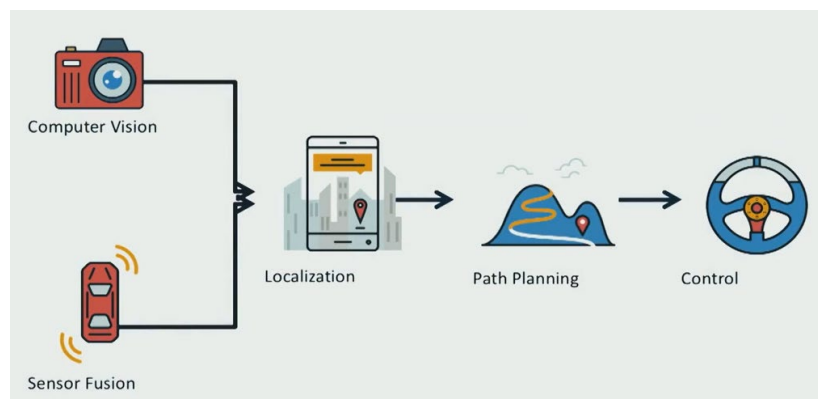 Computer Vision
Sensor Fusion
Localization
Path Planning
Control